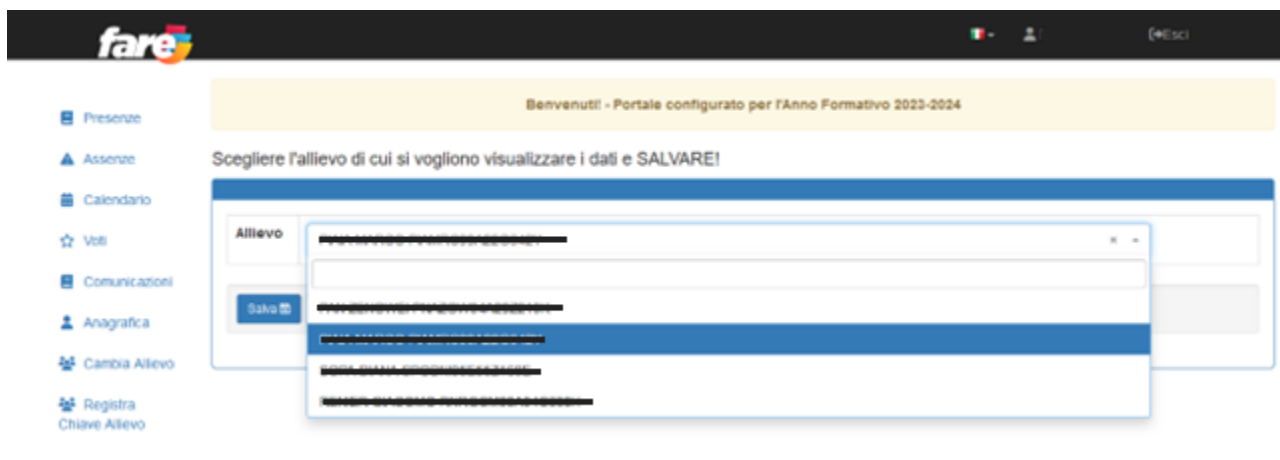 fare
Esci
Benvenuti! - Portale configurato per l'Anno Formativo 2023-2024
Presenze
Assenze
Calendario
Voti
Comunicazioni
Anagrafica
Cambia Allievo
Registra
Chiave Allievo
Scegliere l'allievo di cui si vogliono visualizzare i dati e SALVARE!
Allievo
Salva